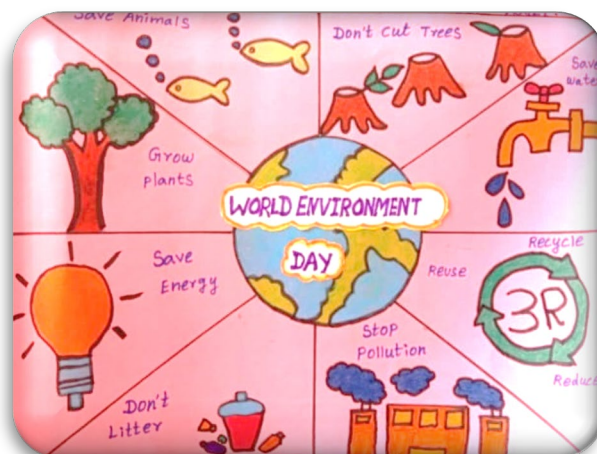 Save Animals
Don't Cut Trees
Save
water
Grow
plants
WORLD ENVIRONMENT
DAY
Save
Energy
Reuse
Recycle
3R
Reduce
Stop
Pollution
Don't
Litter